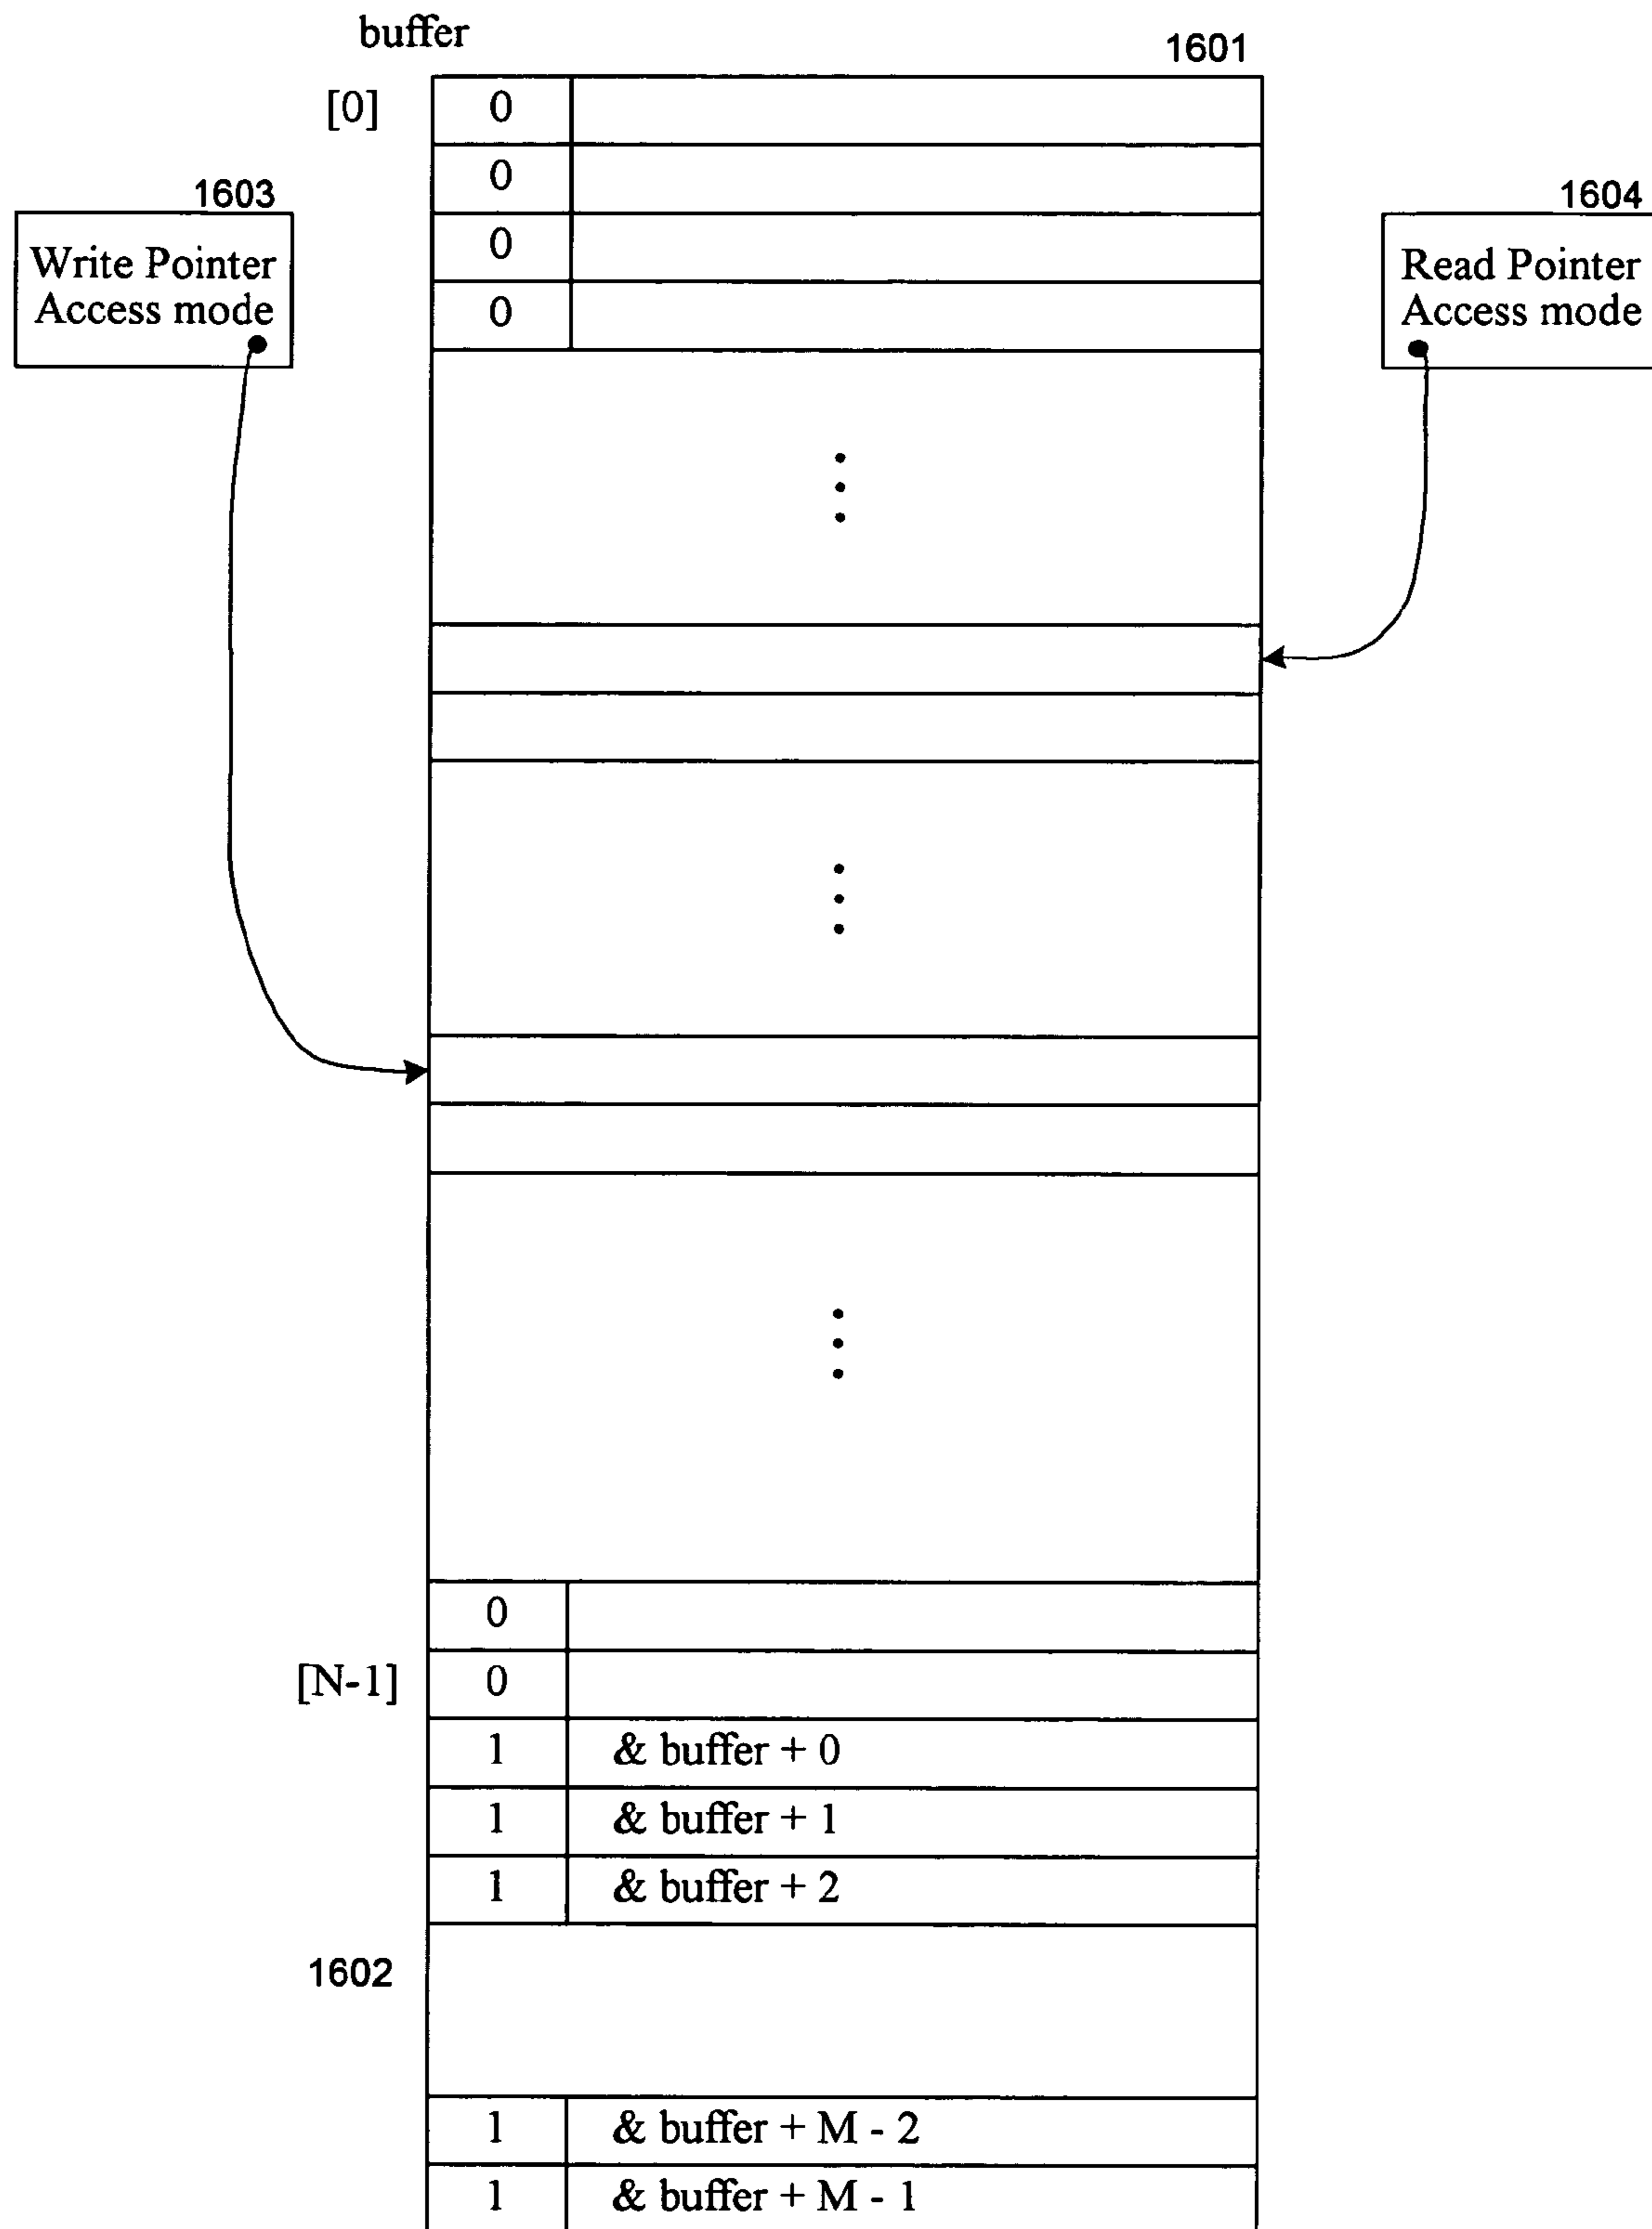 buffer
1601
[0]
0
0
0
0
1603
Write Pointer
Access mode
1604
Read Pointer
Access mode
0
[N-1]
0
1 & buffer + 0
1 & buffer + 1
1 & buffer + 2
1602
1 & buffer + M - 2
1 & buffer + M - 1